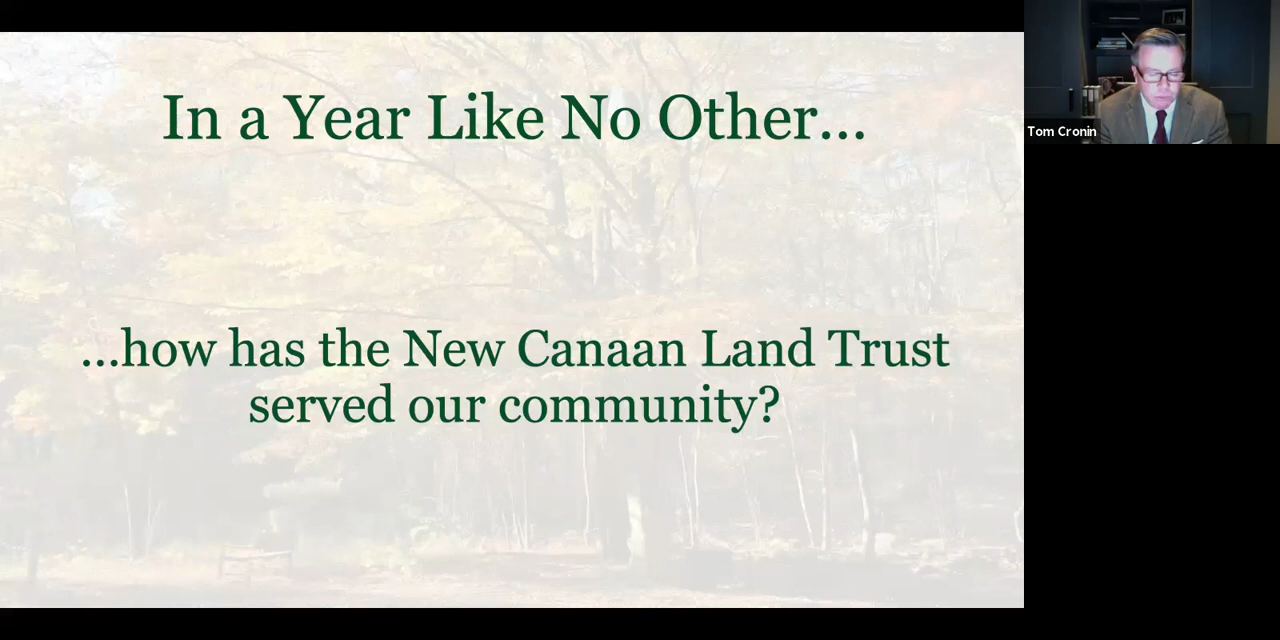 In a Year Like No Other...
Tom Cronin
...how has the New Canaan Land Trust
served our community?